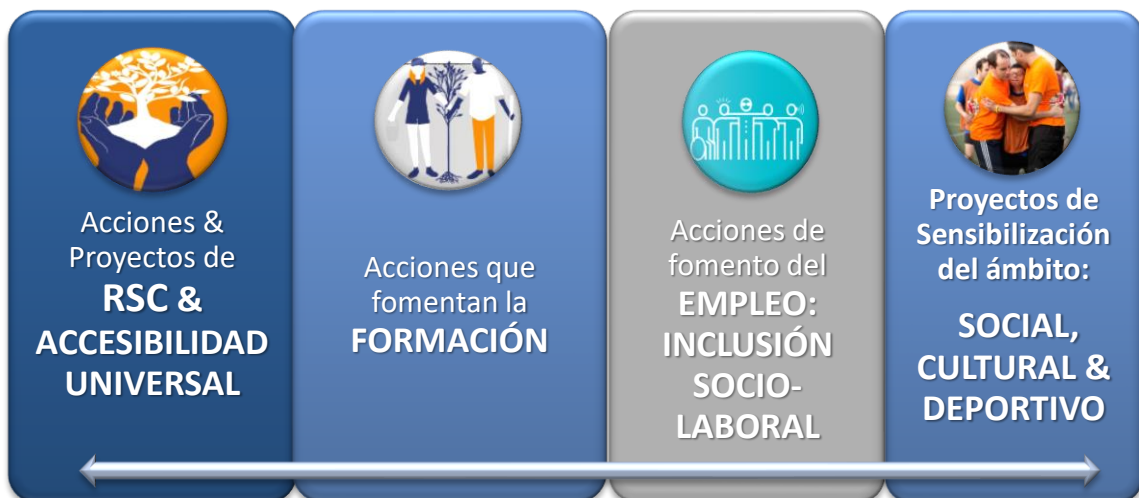 Acciones &
Proyectos de
RSC &
ACCESIBILIDAD
UNIVERSAL
Acciones que
fomentan la
FORMACIÓN
Acciones de
fomento del
EMPLEO:
INCLUSIÓN
SOCIO-
LABORAL
Proyectos de
Sensibilización
del ámbito:
SOCIAL,
CULTURAL &
DEPORTIVO